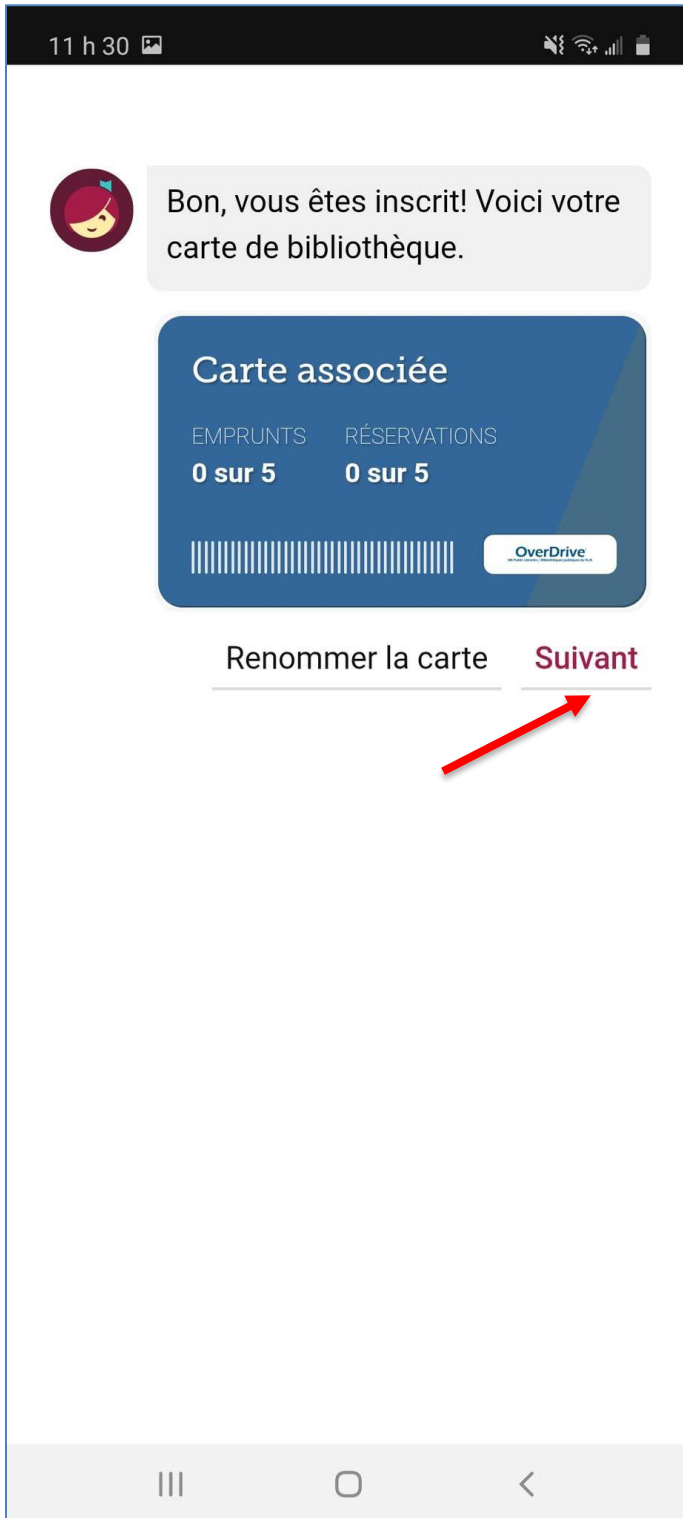 11 h 30
Bon, vous êtes inscrit! Voici votre
carte de bibliothèque.
Carte associée
EMPRUNTS RÉSERVATIONS
0 sur 5 0 sur 5
OverDrive
Renommer la carte Suivant